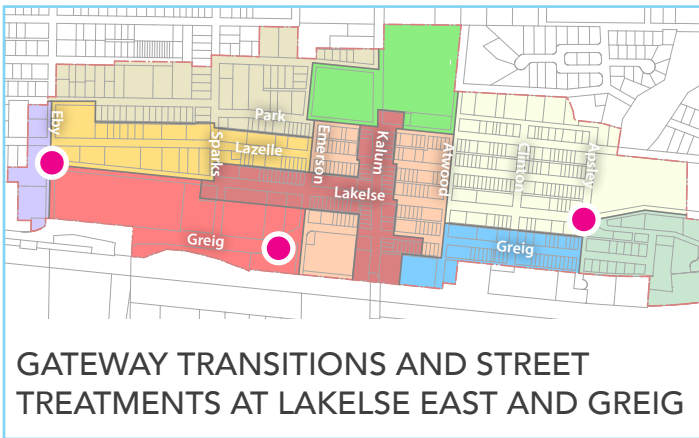 Eby
Park
Sparks
Lazelle
Emerson
Kalum
Lakelse
Atwood
Clinton
Apsley
Greig
Greig
GATEWAY TRANSITIONS AND STREET
TREATMENTS AT LAKELSE EAST AND GREIG